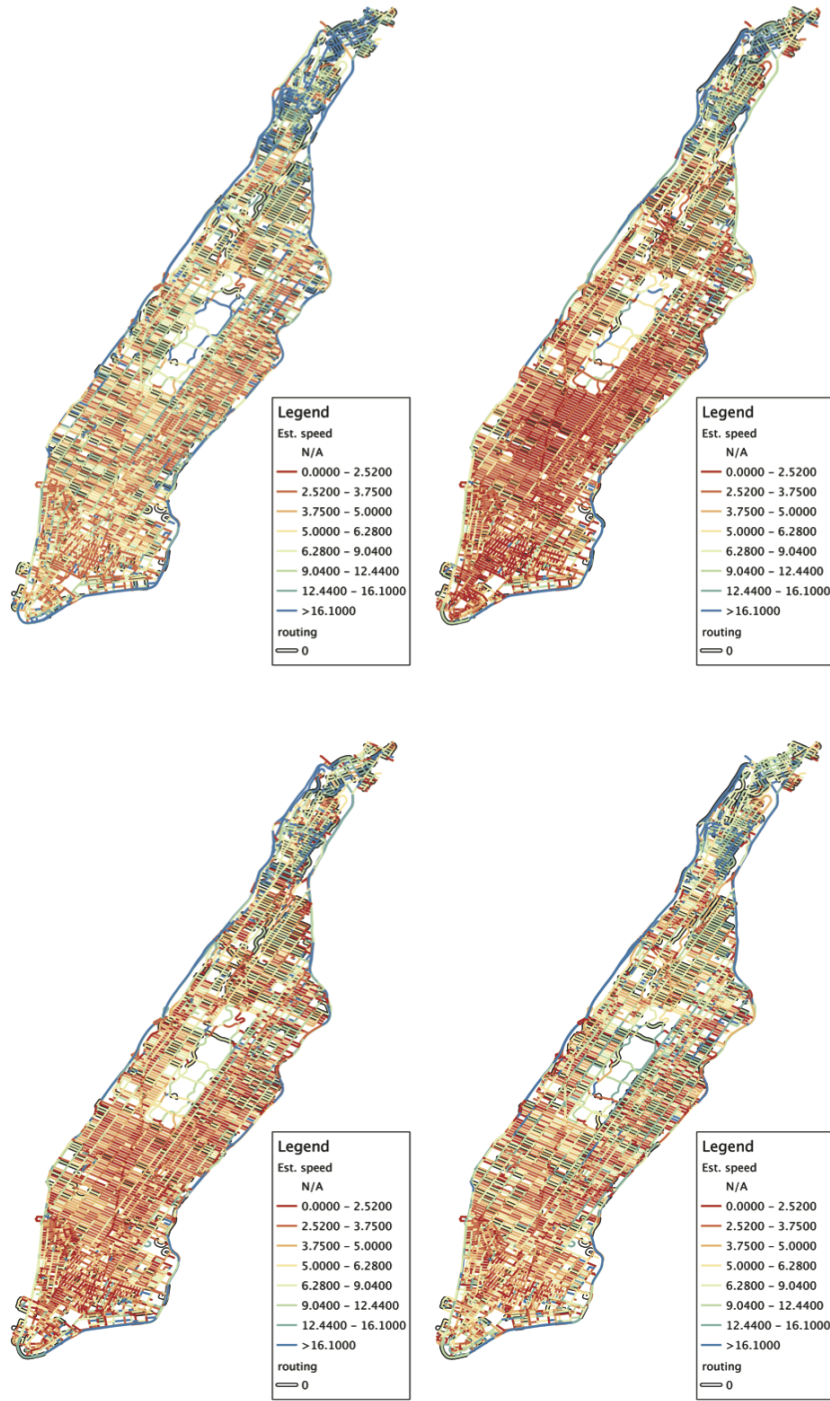 Legend
Est. speed
N/A
0.0000 – 2.5200
2.5200 – 3.7500
3.7500 – 5.0000
5.0000 – 6.2800
6.2800 – 9.0400
9.0400 – 12.4400
12.4400 – 16.1000
>16.1000
routing
0
Legend
Est. speed
N/A
0.0000 – 2.5200
2.5200 – 3.7500
3.7500 – 5.0000
5.0000 – 6.2800
6.2800 – 9.0400
9.0400 – 12.4400
12.4400 – 16.1000
>16.1000
routing
0
Legend
Est. speed
N/A
0.0000 – 2.5200
2.5200 – 3.7500
3.7500 – 5.0000
5.0000 – 6.2800
6.2800 – 9.0400
9.0400 – 12.4400
12.4400 – 16.1000
>16.1000
routing
0
Legend
Est. speed
N/A
0.0000 – 2.5200
2.5200 – 3.7500
3.7500 – 5.0000
5.0000 – 6.2800
6.2800 – 9.0400
9.0400 – 12.4400
12.4400 – 16.1000
>16.1000
routing
0